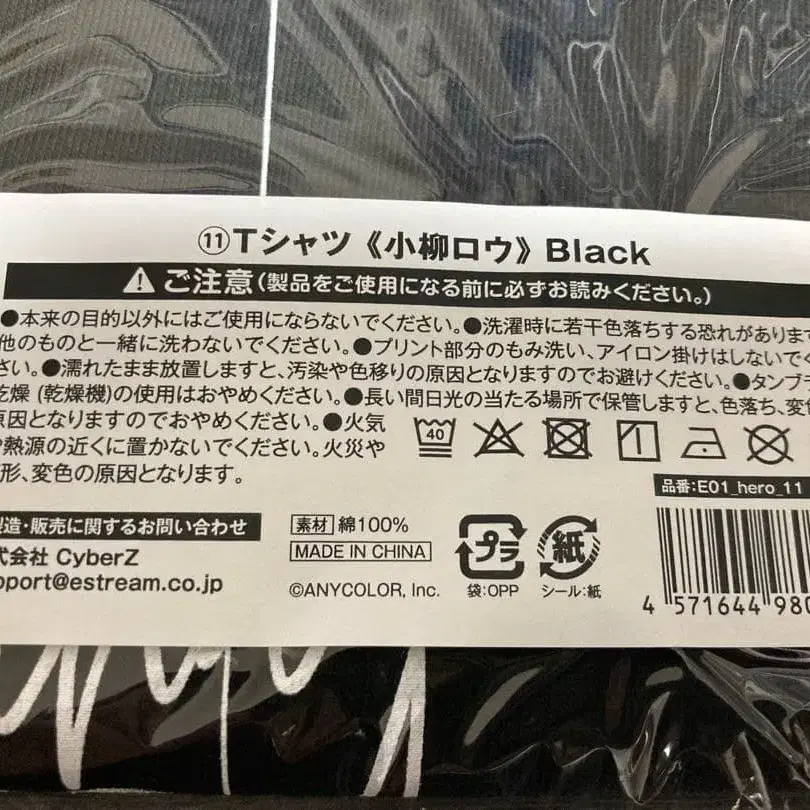 ⑪Tシャツ《小柳ロウ》Black
⚠ご注意(製品をご使用になる前に必ずお読みください。)
●本来の目的以外にはご使用にならないでください。●洗濯時に若干色落ちする恐れがあります
他のものと一緒に洗わないでください。●プリント部分のもみ洗い、アイロン掛けはしないでく
さい。●濡れたまま放置しますと、汚染や色移りの原因となりますのでお避けください。●タンブラ
乾燥 (乾燥機)の使用はおやめください。●長い間日光の当たる場所で保管しますと、色落ち、変色
原因となりますのでおやめください。●火気
や熱源の近くに置かないでください。火災や
形、変色の原因となります。
40
品番:E01_hero_11
製造・販売に関するお問い合わせ
式会社 CyberZ
pport@estream.co.jp
素材 綿100%
MADE IN CHINA
©ANYCOLOR, Inc.
プラ
袋:OPP
紙
シール:紙
4 571644 980